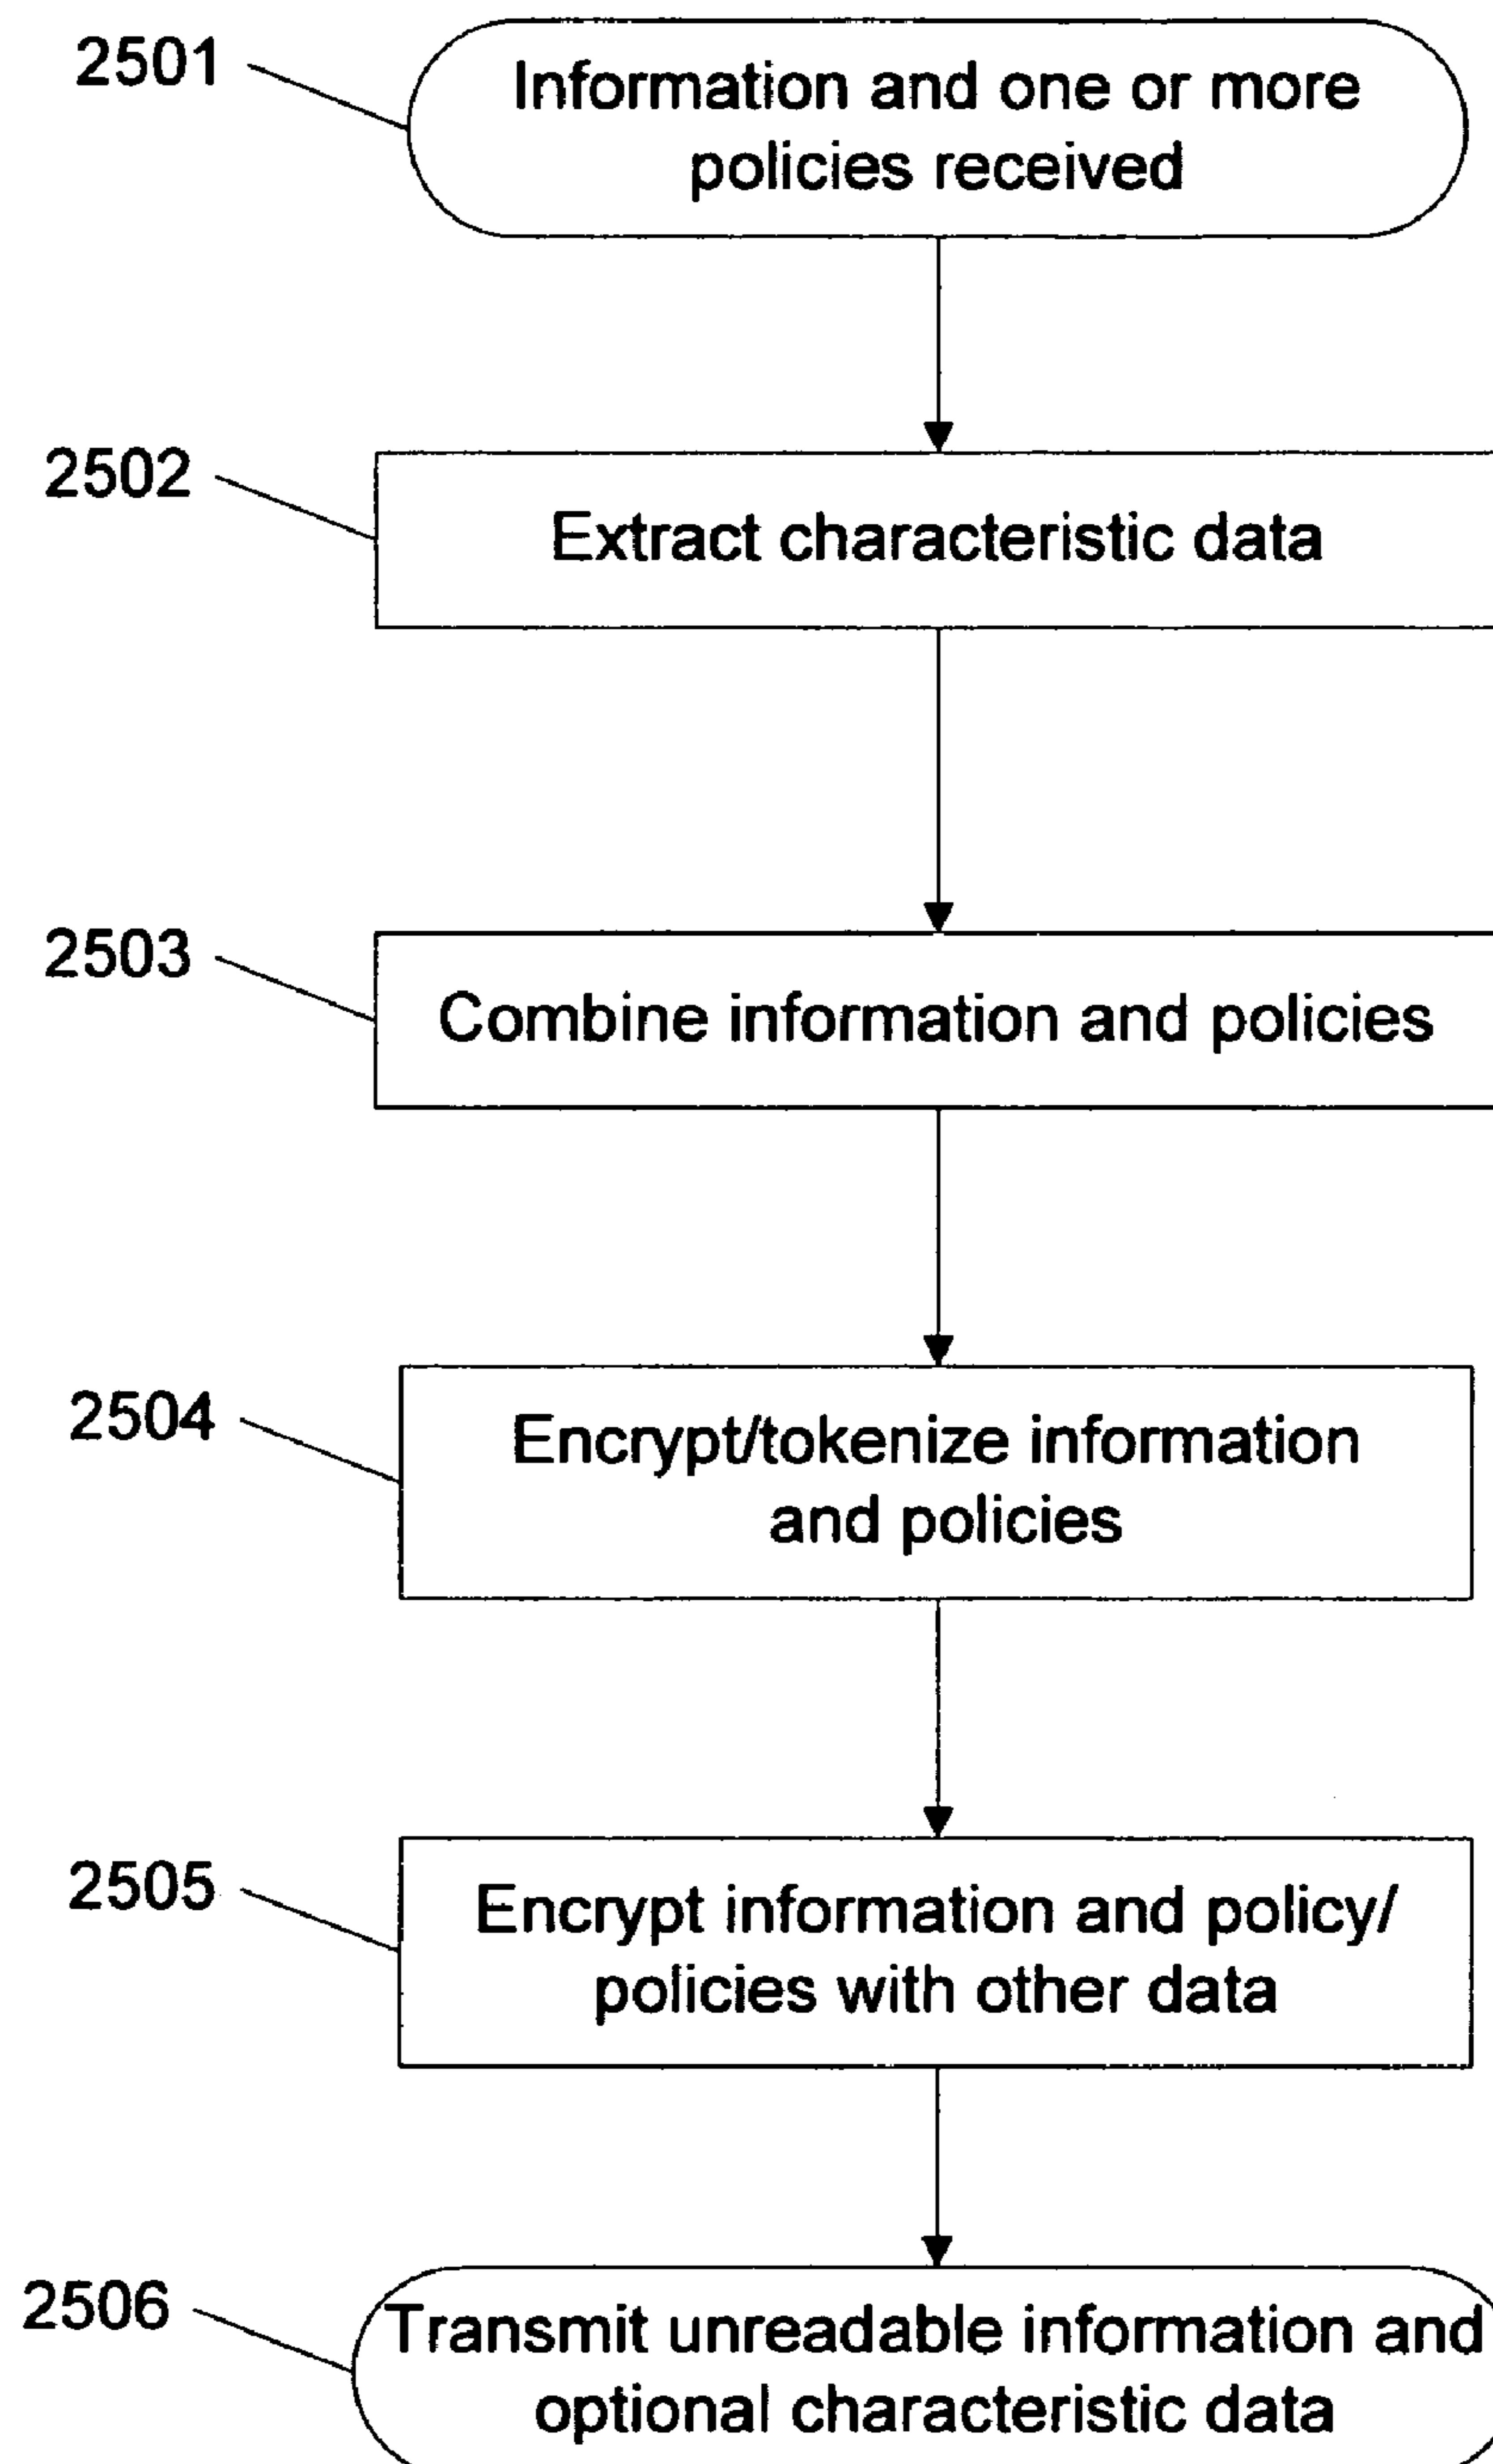 2501
Information and one or more
policies received
2502
Extract characteristic data
2503
Combine information and policies
2504
Encrypt/tokenize information
and policies
2505
Encrypt information and policy/
policies with other data
2506
Transmit unreadable information and
optional characteristic data